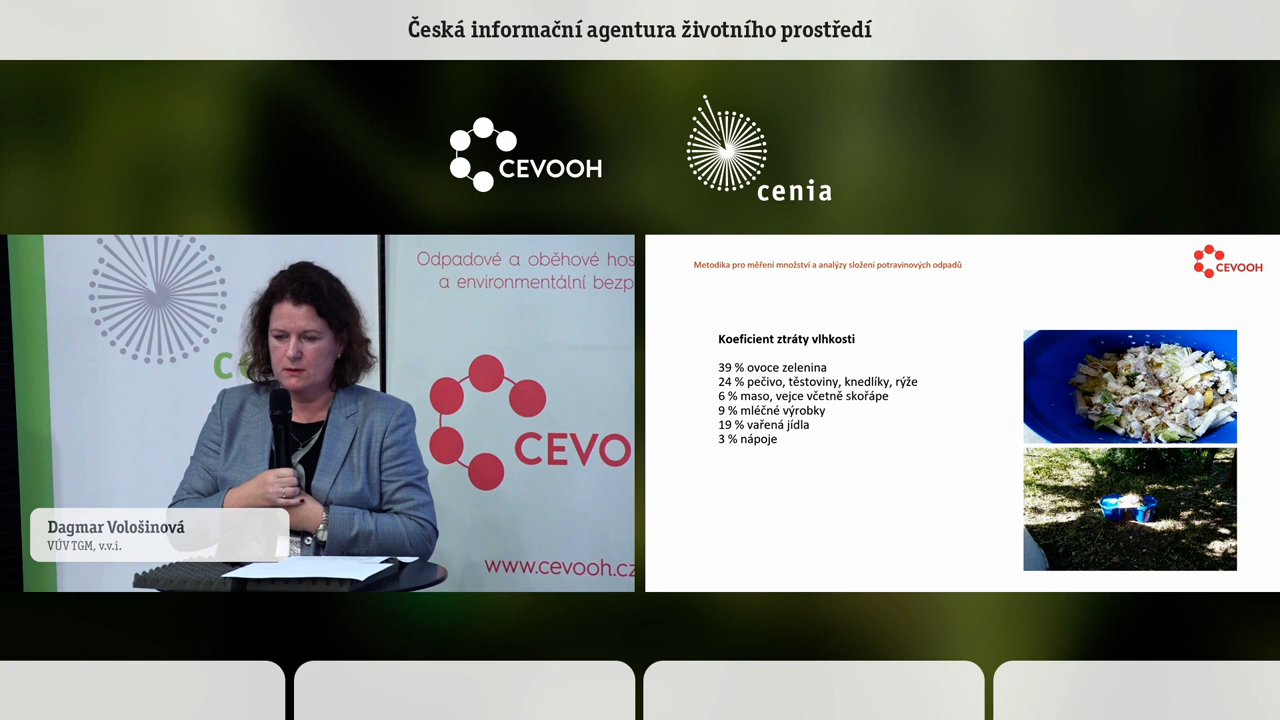 Česká informační agentura životního prostředí
CEVOOH
cenia
Odpadové a oběhové hos
a environmentální bezp
ce
CEVO
www.cevooh.cz
Dagmar Vološinová
VÚV TGM, v.v.i.
Metodika pro měření množství a analýzy složení potravinových odpadů
CEVOOH
Koeficient ztráty vlhkosti
39 % ovoce zelenina
24 % pečivo, těstoviny, knedlíky, rýže
6 % maso, vejce včetně skořápe
9 % mléčné výrobky
19 % vařená jídla
3 % nápoje